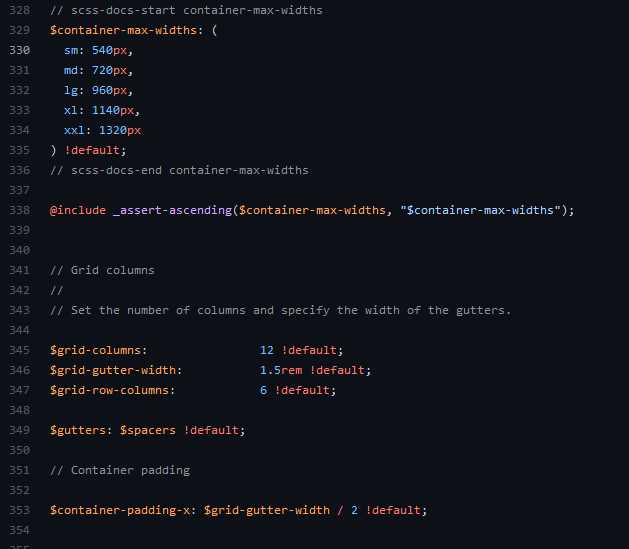 328 // scss-docs-start container-max-widths
329 $container-max-widths: (
330   sm: 540px,
331   md: 720px,
332   lg: 960px,
333   xl: 1140px,
334   xxl: 1320px
335 ) !default;
336 // scss-docs-end container-max-widths
337
338 @include _assert-ascending($container-max-widths, "$container-max-widths");
339
340
341 // Grid columns
342 //
343 // Set the number of columns and specify the width of the gutters.
344
345 $grid-columns:                12 !default;
346 $grid-gutter-width:           1.5rem !default;
347 $grid-row-columns:            6 !default;
348
349 $gutters: $spacers !default;
350
351 // Container padding
352
353 $container-padding-x: $grid-gutter-width / 2 !default;
354